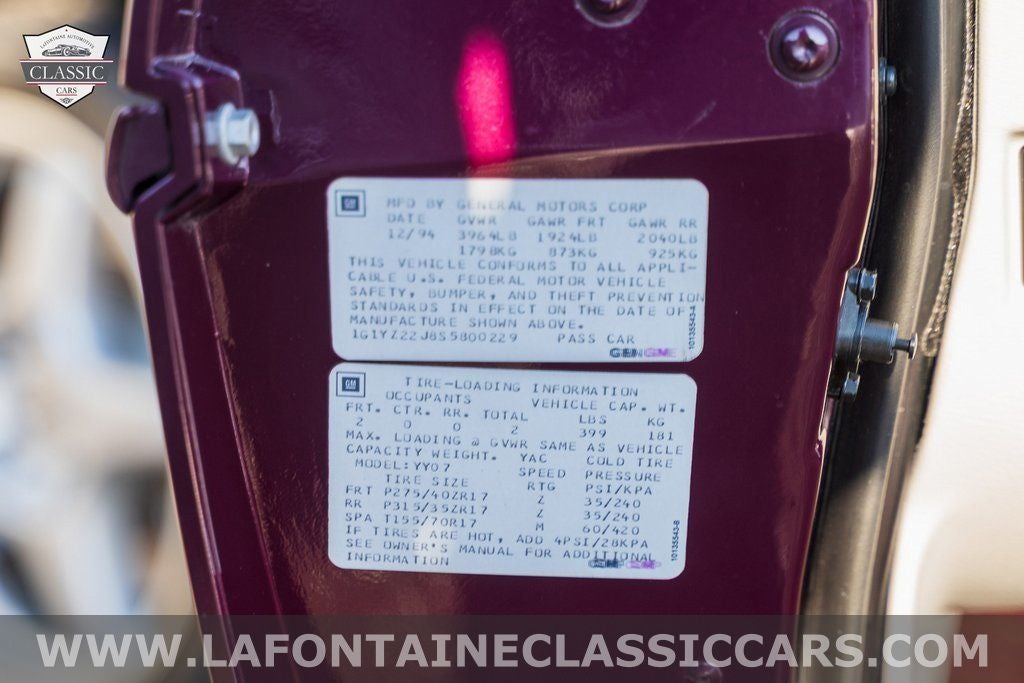 LAFONTAINE AUTOMOTIVE
CLASSIC
CARS
GM
MFD BY GENERAL MOTORS CORP
DATE GVWR GAWR FRT GAWR RR
12/94 3964LB 1924LB 2040LB
1798KG 873KG 925KG
THIS VEHICLE CONFORMS TO ALL APPLI-
CABLE U.S. FEDERAL MOTOR VEHICLE
SAFETY, BUMPER, AND THEFT PREVENTION
STANDARDS IN EFFECT ON THE DATE OF
MANUFACTURE SHOWN ABOVE.
1G1YZ22J8S5800229 PASS CAR
10135543-A
GM
TIRE-LOADING INFORMATION
OCCUPANTS VEHICLE CAP. WT.
FRT. CTR. RR. TOTAL LBS KG
2 0 0 2 399 181
MAX. LOADING @ GVWR SAME AS VEHICLE
CAPACITY WEIGHT. YAC COLD TIRE
MODEL:YY07 SPEED PRESSURE
TIRE SIZE RTG PSI/KPA
FRT P275/40ZR17 Z 35/240
RR P315/35ZR17 Z 35/240
SPA T155/70R17 M 60/420
IF TIRES ARE HOT, ADD 4PSI/28KPA
SEE OWNER'S MANUAL FOR ADDITIONAL
INFORMATION
10135543-B
WWW.LAFONTAINECLASSICCARS.COM